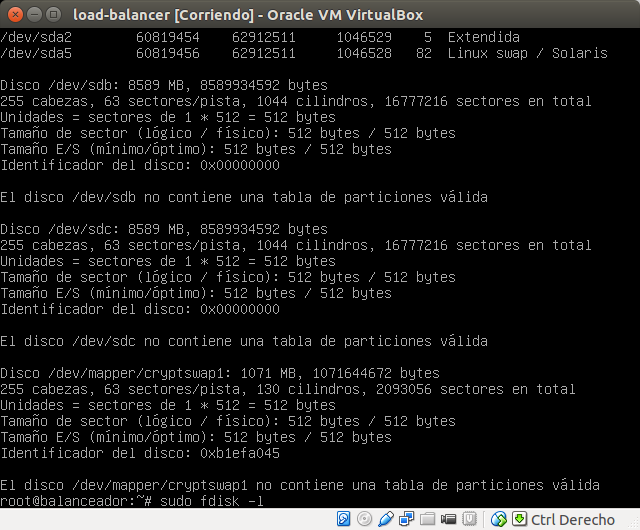 load-balancer [Corriendo] - Oracle VM VirtualBox
/dev/sda2        60819454    62912511     1046529    5  Extendida
/dev/sda5        60819456    62912511     1046528   82  Linux swap / Solaris
Disco /dev/sdb: 8589 MB, 8589934592 bytes
255 cabezas, 63 sectores/pista, 1044 cilindros, 16777216 sectores en total
Unidades = sectores de 1 * 512 = 512 bytes
Tamaño de sector (lógico / físico): 512 bytes / 512 bytes
Tamaño E/S (mínimo/óptimo): 512 bytes / 512 bytes
Identificador del disco: 0x00000000
El disco /dev/sdb no contiene una tabla de particiones válida
Disco /dev/sdc: 8589 MB, 8589934592 bytes
255 cabezas, 63 sectores/pista, 1044 cilindros, 16777216 sectores en total
Unidades = sectores de 1 * 512 = 512 bytes
Tamaño de sector (lógico / físico): 512 bytes / 512 bytes
Tamaño E/S (mínimo/óptimo): 512 bytes / 512 bytes
Identificador del disco: 0x00000000
El disco /dev/sdc no contiene una tabla de particiones válida
Disco /dev/mapper/cryptswap1: 1071 MB, 1071644672 bytes
255 cabezas, 63 sectores/pista, 130 cilindros, 2093056 sectores en total
Unidades = sectores de 1 * 512 = 512 bytes
Tamaño de sector (lógico / físico): 512 bytes / 512 bytes
Tamaño E/S (mínimo/óptimo): 512 bytes / 512 bytes
Identificador del disco: 0xb1efa045
El disco /dev/mapper/cryptswap1 no contiene una tabla de particiones válida
root@balanceador:~# sudo fdisk -l
Ctrl Derecho